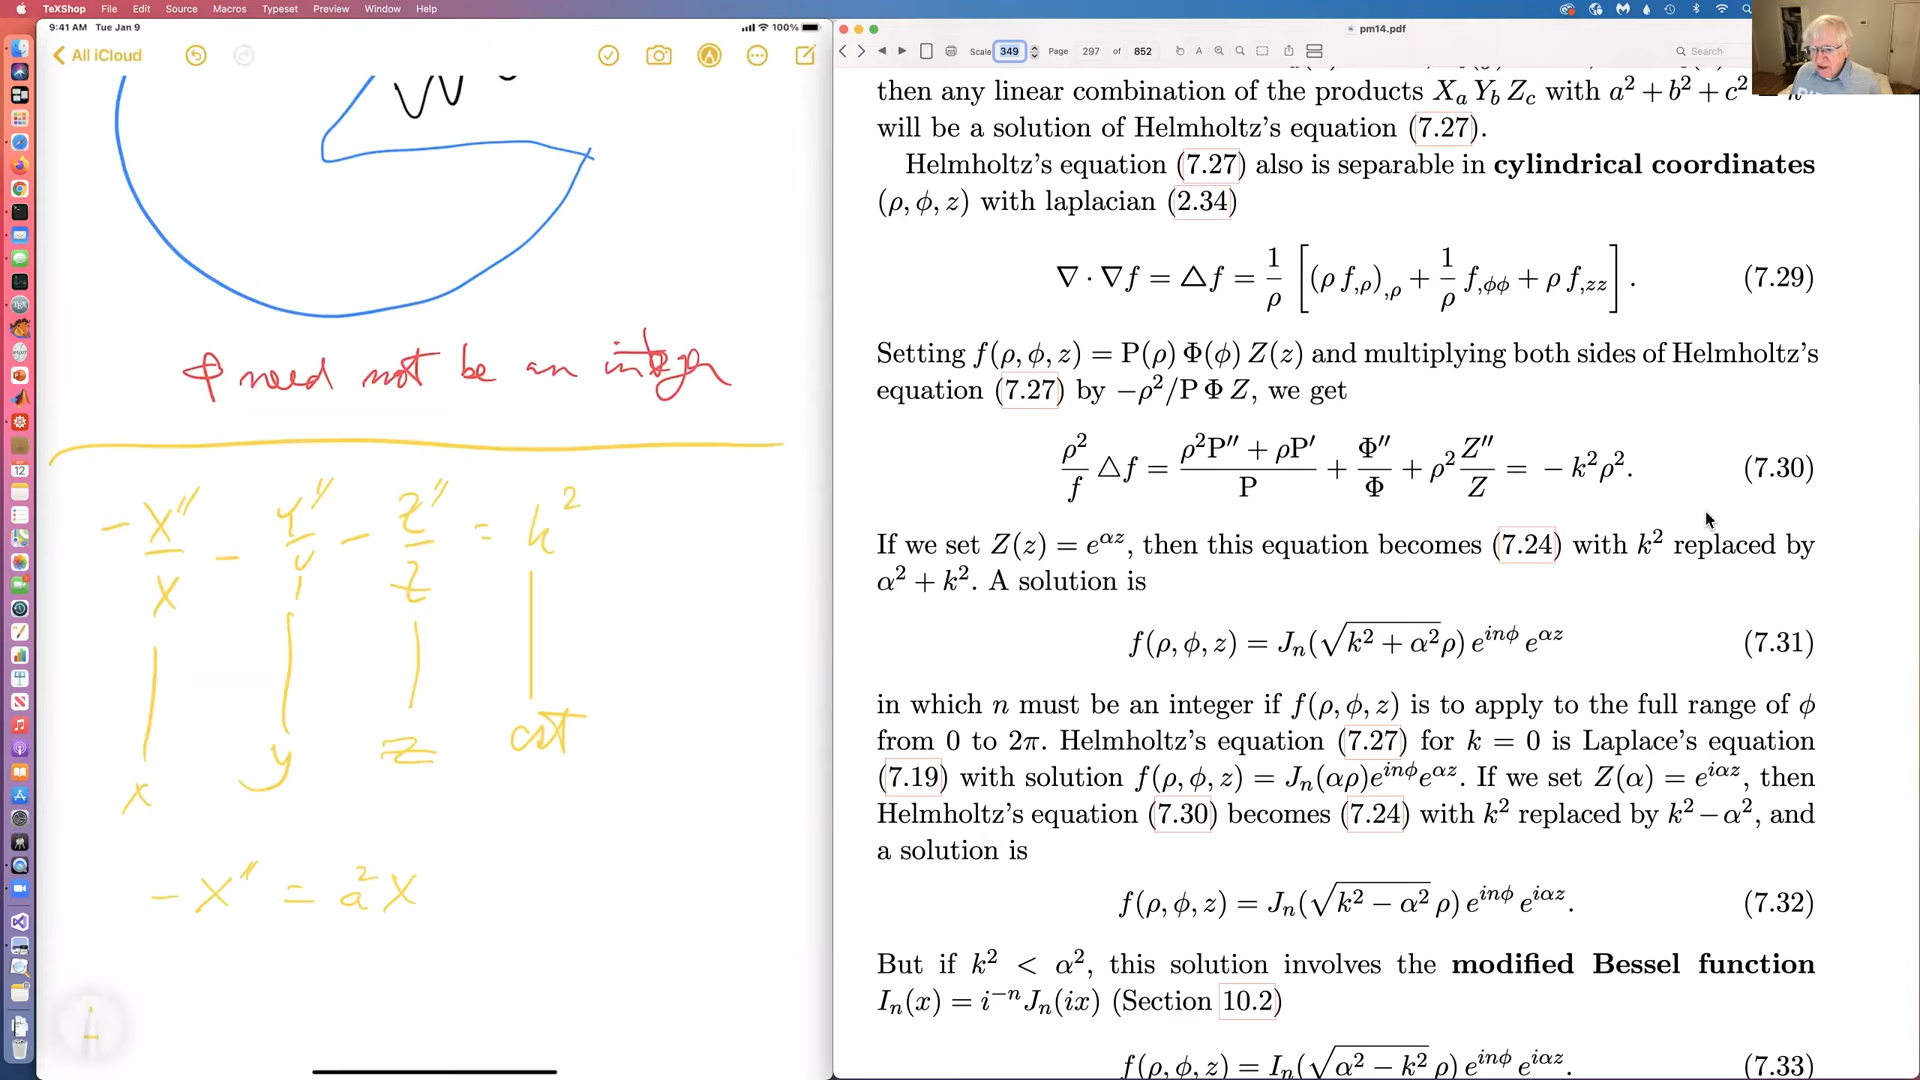 TeXShop File Edit Source Macros Typeset Preview Window Help
9:41 AM Tue Jan 9
100%
All iCloud
need not be an integer
- X″/X - Y″/Y - Z″/Z = k²
x y z cst
- X″ = a² X
pm14.pdf
Scale 349 Page 297 of 852 Search
then any linear combination of the products X_a Y_b Z_c with a² + b² + c²
will be a solution of Helmholtz's equation (7.27).
Helmholtz's equation (7.27) also is separable in cylindrical coordinates
(ρ, ϕ, z) with laplacian (2.34)
∇ · ∇f = △f = 1/ρ [(ρ f,ρ),ρ + 1/ρ f,ϕϕ + ρ f,zz] . (7.29)
Setting f(ρ, ϕ, z) = P(ρ) Φ(ϕ) Z(z) and multiplying both sides of Helmholtz's
equation (7.27) by −ρ²/P Φ Z, we get
ρ²/f △f = (ρ²P″ + ρP′)/P + Φ″/Φ + ρ² Z″/Z = − k²ρ². (7.30)
If we set Z(z) = e^{αz}, then this equation becomes (7.24) with k² replaced by
α² + k². A solution is
f(ρ, ϕ, z) = J_n(√(k² + α²)ρ) e^{inϕ} e^{αz} (7.31)
in which n must be an integer if f(ρ, ϕ, z) is to apply to the full range of ϕ
from 0 to 2π. Helmholtz's equation (7.27) for k = 0 is Laplace's equation
(7.19) with solution f(ρ, ϕ, z) = J_n(αρ)e^{inϕ}e^{αz}. If we set Z(α) = e^{iαz}, then
Helmholtz's equation (7.30) becomes (7.24) with k² replaced by k² − α², and
a solution is
f(ρ, ϕ, z) = J_n(√(k² − α²) ρ) e^{inϕ} e^{iαz}. (7.32)
But if k² < α², this solution involves the modified Bessel function
I_n(x) = i^{−n}J_n(ix) (Section 10.2)
f(ρ, ϕ, z) = I_n(√(α² − k²) ρ) e^{inϕ} e^{iαz}. (7.33)